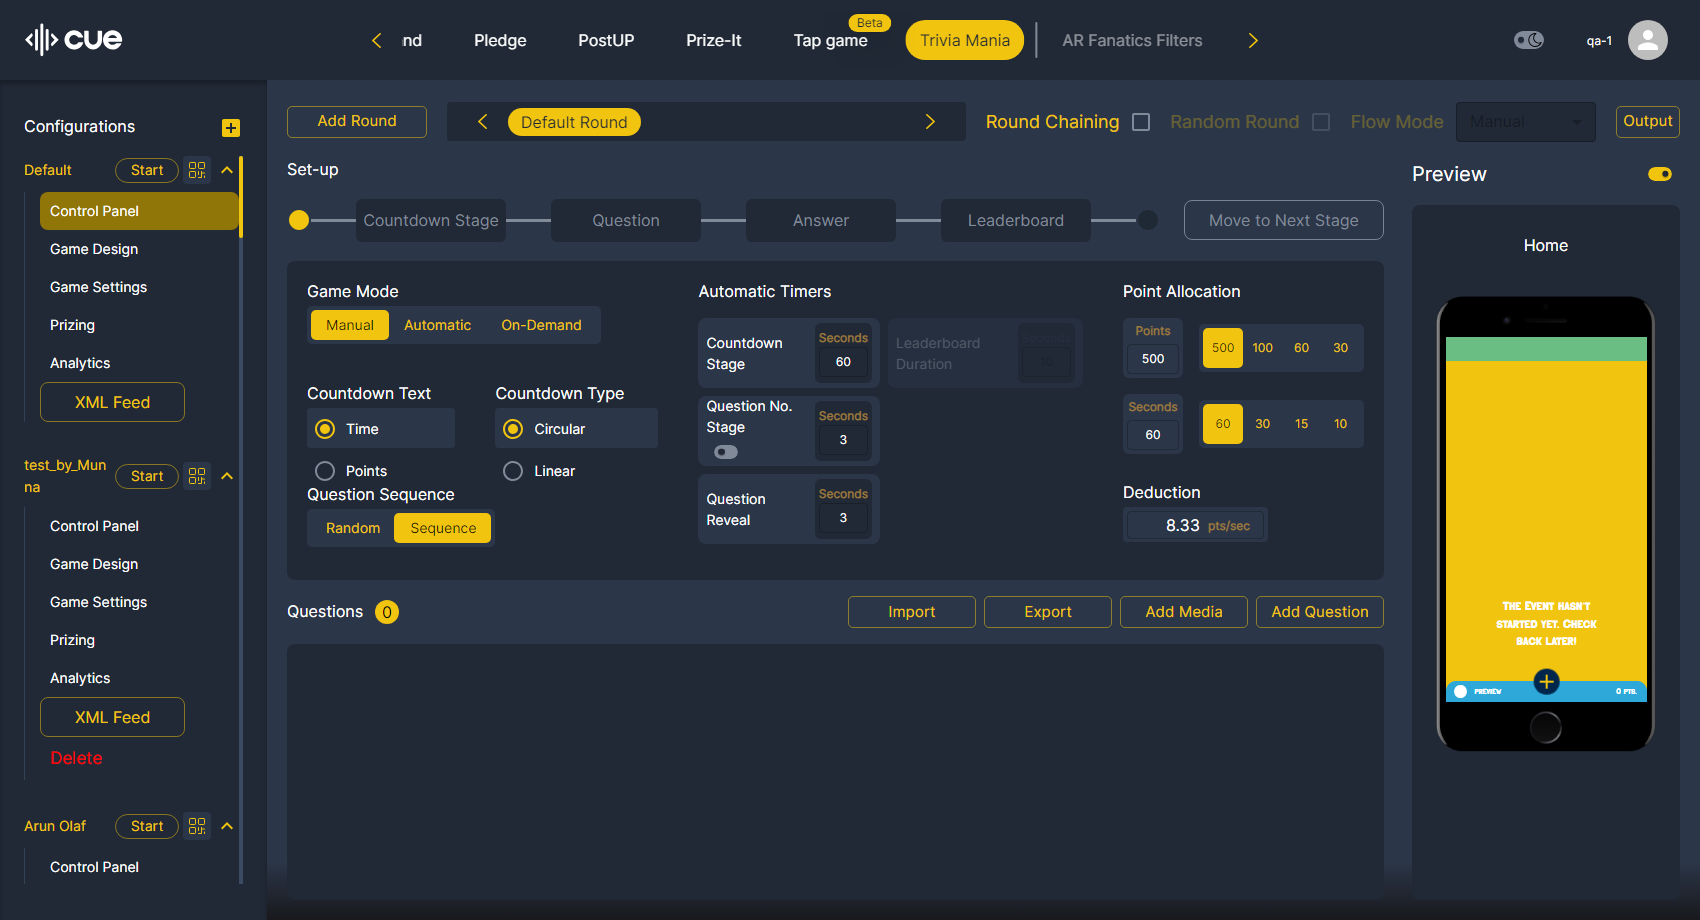 cue
nd
Pledge
PostUP
Prize-It
Tap game
Beta
Trivia Mania
AR Fanatics Filters
qa-1
Configurations
Default
Start
Control Panel
Game Design
Game Settings
Prizing
Analytics
XML Feed
test_by_Mun
na
Start
Control Panel
Game Design
Game Settings
Prizing
Analytics
XML Feed
Delete
Arun Olaf
Start
Control Panel
Add Round
Default Round
Round Chaining
Random Round
Flow Mode
Manual
Output
Set-up
Countdown Stage
Question
Answer
Leaderboard
Move to Next Stage
Game Mode
Manual
Automatic
On-Demand
Countdown Text
Time
Points
Countdown Type
Circular
Linear
Question Sequence
Random
Sequence
Automatic Timers
Countdown
Stage
Seconds
60
Leaderboard
Duration
Seconds
10
Question No.
Stage
Seconds
3
Question
Reveal
Seconds
3
Point Allocation
Points
500
500
100
60
30
Seconds
60
60
30
15
10
Deduction
8.33 pts/sec
Questions 0
Import
Export
Add Media
Add Question
Preview
Home
The Event hasn't
started yet. Check
back later!
PREVIEW
0 PTS.